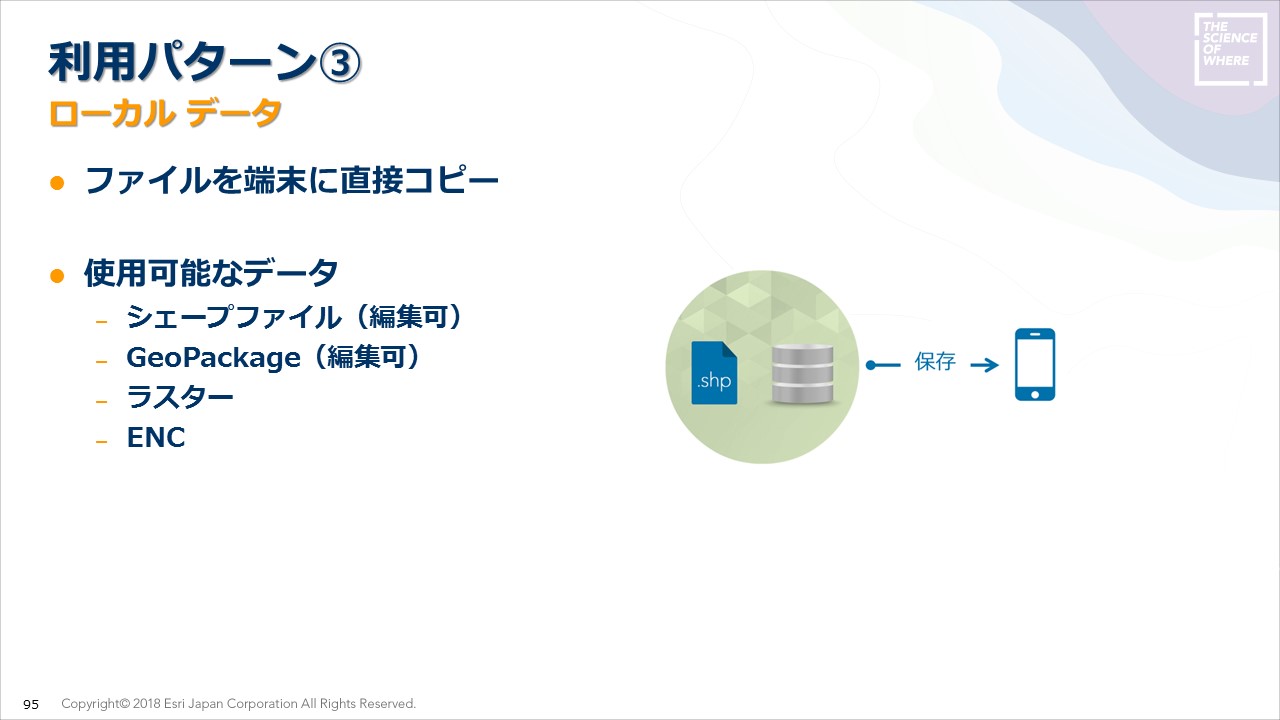 利用パターン③
ローカル データ
THE
SCIENCE
OF
WHERE
● ファイルを端末に直接コピー
● 使用可能なデータ
– シェープファイル（編集可）
– GeoPackage（編集可）
– ラスター
– ENC
.shp
保存
95 Copyright© 2018 Esri Japan Corporation All Rights Reserved.